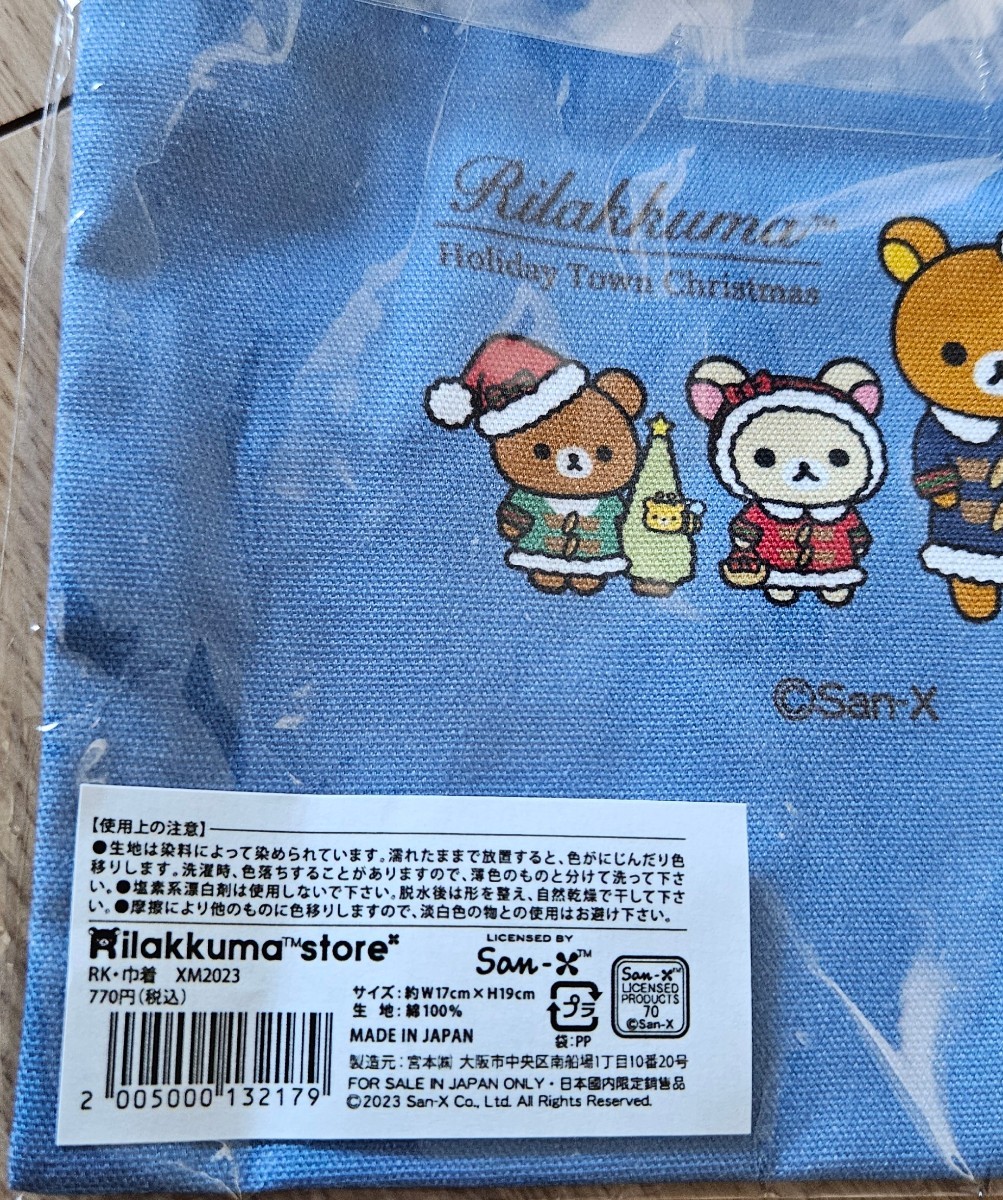 Rilakkuma™
Holiday Town Christmas
©San-X
【使用上の注意】
●生地は染料によって染められています。濡れたままで放置すると、色がにじんだり色
移りします。洗濯時、色落ちすることがありますので、薄色のものと分けて洗って下さ
い。●塩素系漂白剤は使用しないで下さい。脱水後は形を整え、自然乾燥で干して下さ
い。●摩擦により他のものに色移りしますので、淡白色の物との使用はお避け下さい。
Rilakkuma™store
RK・巾着 XM2023
770円(税込)
LICENSED BY
San-X™
サイズ:約W17cm×H19cm
生 地:綿100%
MADE IN JAPAN
プラ
袋:PP
San-X™
LICENSED
PRODUCTS
70
©San-X
製造元:宮本㈱ 大阪市中央区南船場1丁目10番20号
FOR SALE IN JAPAN ONLY・日本國内限定銷售品
©2023 San-X Co., Ltd. All Rights Reserved.
2 005000 132179